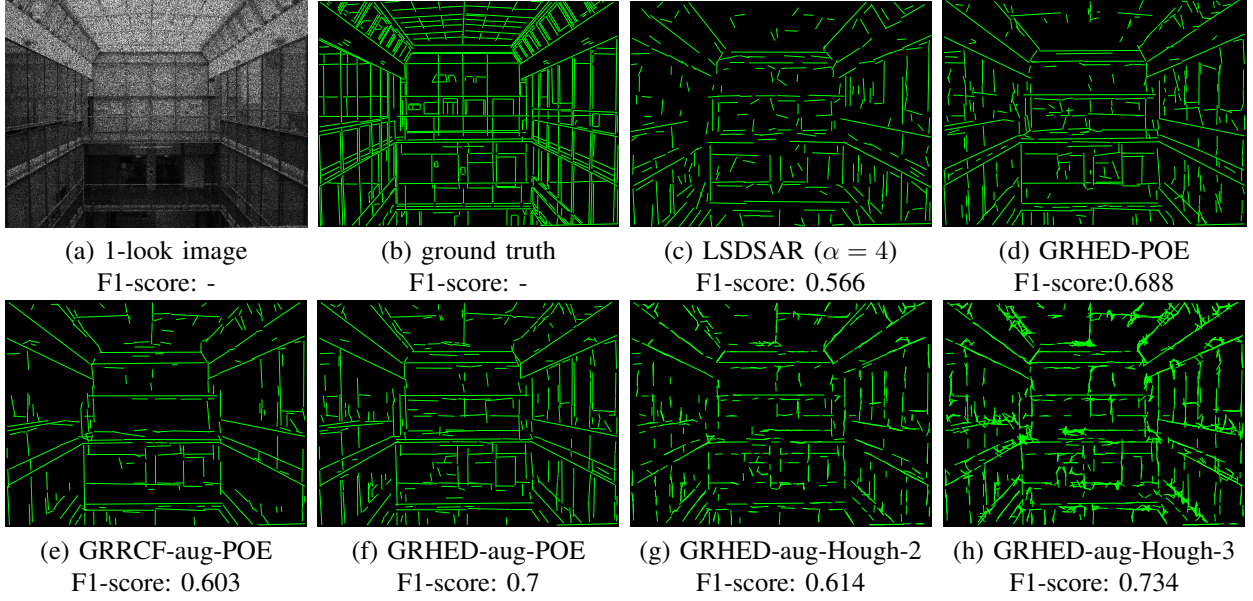 (a) 1-look image
F1-score: -
(b) ground truth
F1-score: -
(c) LSDSAR (α = 4)
F1-score: 0.566
(d) GRHED-POE
F1-score:0.688
(e) GRRCF-aug-POE
F1-score: 0.603
(f) GRHED-aug-POE
F1-score: 0.7
(g) GRHED-aug-Hough-2
F1-score: 0.614
(h) GRHED-aug-Hough-3
F1-score: 0.734